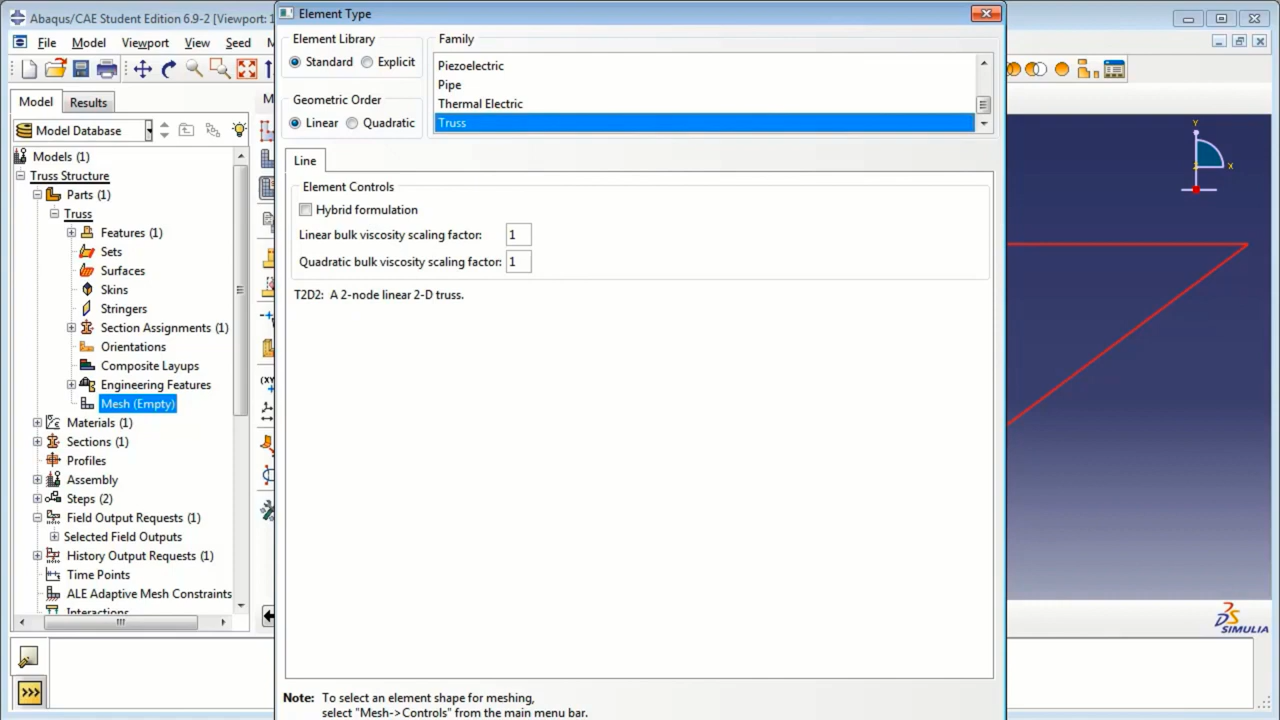 Abaqus/CAE Student Edition 6.9-2 [Viewport: 1
File Model Viewport View Seed M
Model Results
Model Database
Models (1)
Truss Structure
Parts (1)
Truss
Features (1)
Sets
Surfaces
Skins
Stringers
Section Assignments (1)
Orientations
Composite Layups
Engineering Features
Mesh (Empty)
Materials (1)
Sections (1)
Profiles
Assembly
Steps (2)
Field Output Requests (1)
Selected Field Outputs
History Output Requests (1)
Time Points
ALE Adaptive Mesh Constraints
Interactions
M
(XY
>>>
Element Type
Element Library
Standard Explicit
Geometric Order
Linear Quadratic
Family
Piezoelectric
Pipe
Thermal Electric
Truss
Line
Element Controls
Hybrid formulation
Linear bulk viscosity scaling factor: 1
Quadratic bulk viscosity scaling factor: 1
T2D2: A 2-node linear 2-D truss.
Note: To select an element shape for meshing,
select "Mesh->Controls" from the main menu bar.
Y
X
SIMULIA